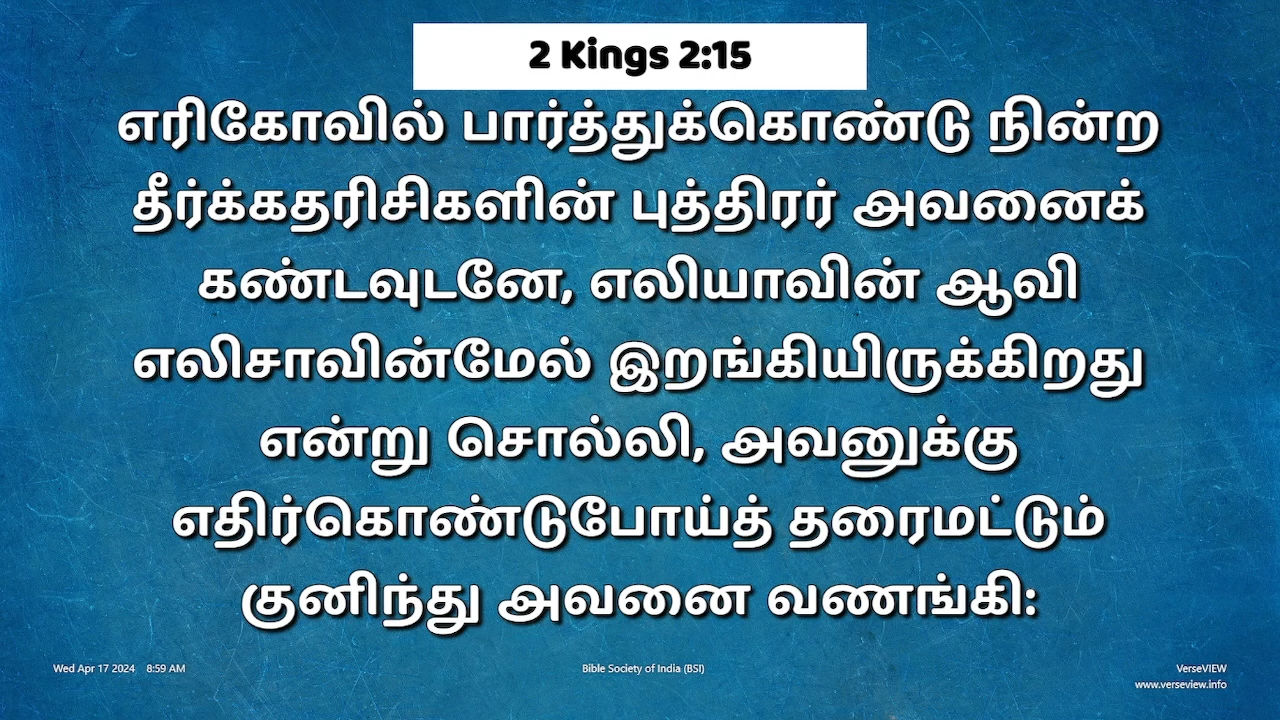 2 Kings 2:15
எரிகோவில் பார்த்துக்கொண்டு நின்ற
தீர்க்கதரிசிகளின் புத்திரர் அவனைக்
கண்டவுடனே, எலியாவின் ஆவி
எலிசாவின்மேல் இறங்கியிருக்கிறது
என்று சொல்லி, அவனுக்கு
எதிர்கொண்டுபோய்த் தரைமட்டும்
குனிந்து அவனை வணங்கி:
Wed Apr 17 2024 8:59 AM
Bible Society of India (BSI)
VerseVIEW
www.verseview.info